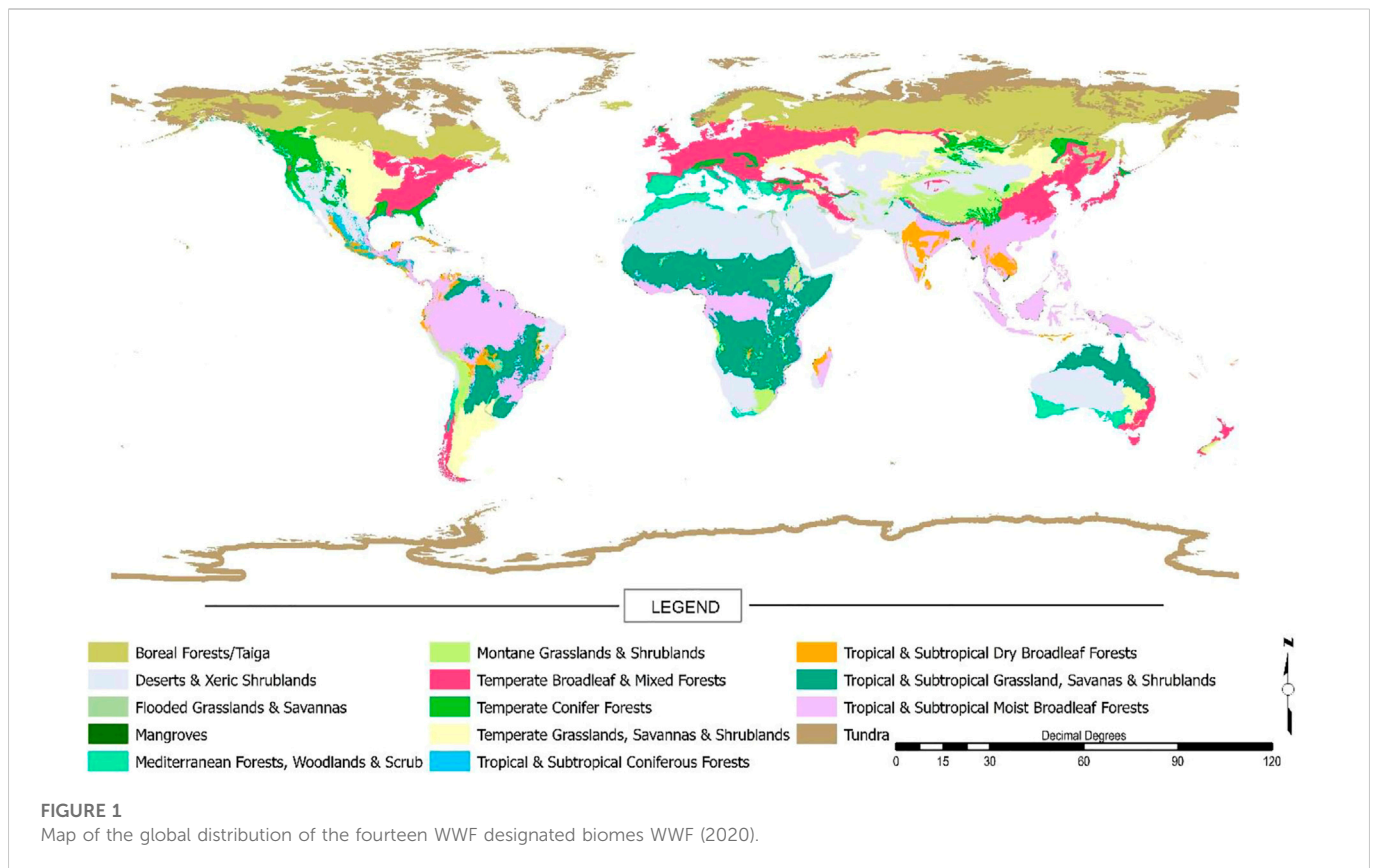 LEGEND
Boreal Forests/Taiga
Deserts & Xeric Shrublands
Flooded Grasslands & Savannas
Mangroves
Mediterranean Forests, Woodlands & Scrub
Montane Grasslands & Shrublands
Temperate Broadleaf & Mixed Forests
Temperate Conifer Forests
Temperate Grasslands, Savannas & Shrublands
Tropical & Subtropical Coniferous Forests
Tropical & Subtropical Dry Broadleaf Forests
Tropical & Subtropical Grassland, Savanas & Shrublands
Tropical & Subtropical Moist Broadleaf Forests
Tundra
N
Decimal Degrees
0 15 30 60 90 120
FIGURE 1
Map of the global distribution of the fourteen WWF designated biomes WWF (2020).